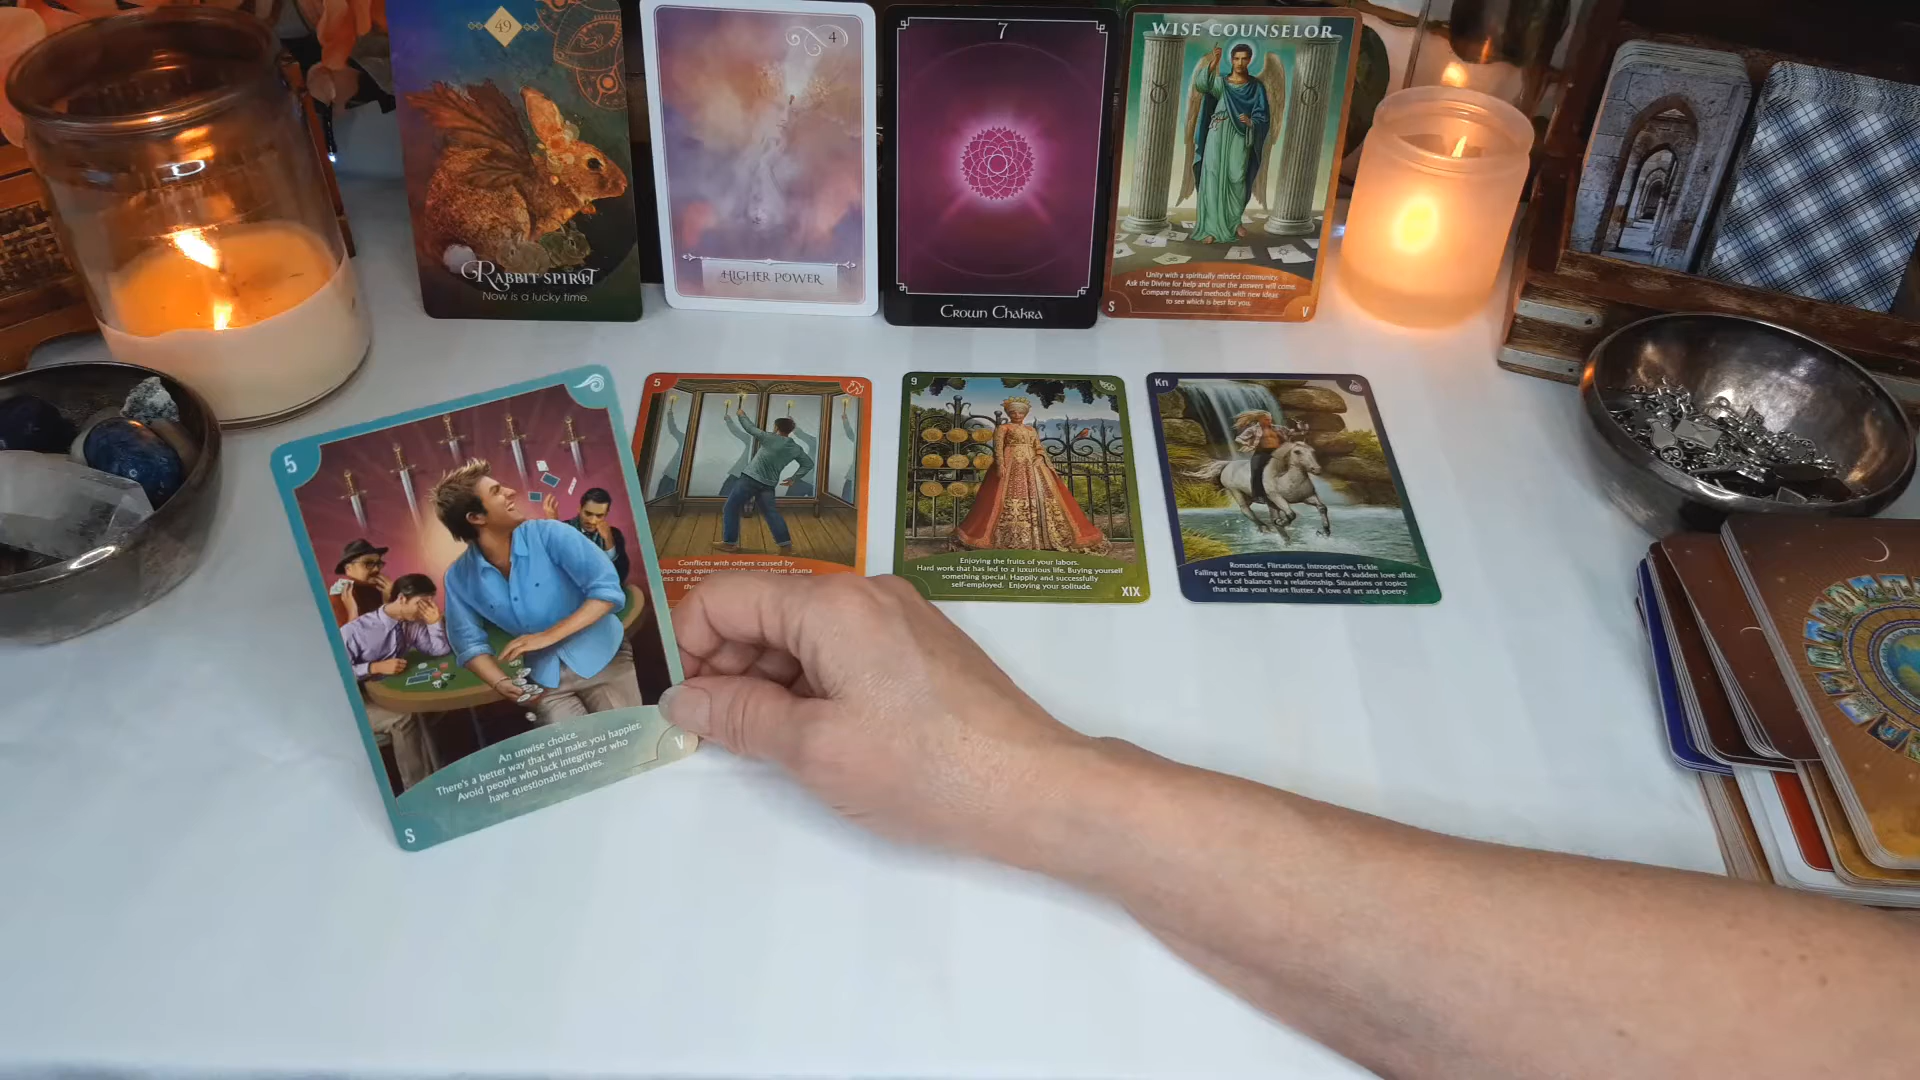 49
RABBIT SPIRIT
Now is a lucky time.
4
HIGHER POWER
7
CROWN CHAKRA
WISE COUNSELOR
Unity with a spiritually minded community.
Ask the Divine for help and trust the answers will come.
Compare traditional methods with new ideas
to see which is best for you.
S
V
5
An unwise choice.
There's a better way that will make you happier.
Avoid people who lack integrity or who
have questionable motives.
S
V
5
Conflicts with others caused by
opposing from drama
9
Enjoying the fruits of your labors.
Hard work that has led to a luxurious life. Buying yourself
something special. Happily and successfully
self-employed. Enjoying your solitude.
XIX
Kn
Romantic, Flirtatious, Introspective, Fickle
Falling in love. Being swept off your feet. A sudden love affair.
A lack of balance in a relationship. Situations or topics
that make your heart flutter. A love of art and poetry.